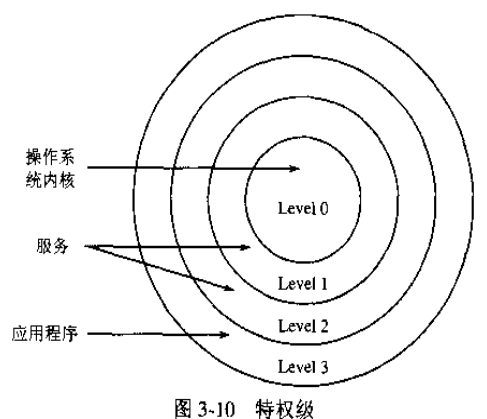 操作系
统内核
Level 0
服务
Level 1
Level 2
应用程序
Level 3
图 3-10 特权级